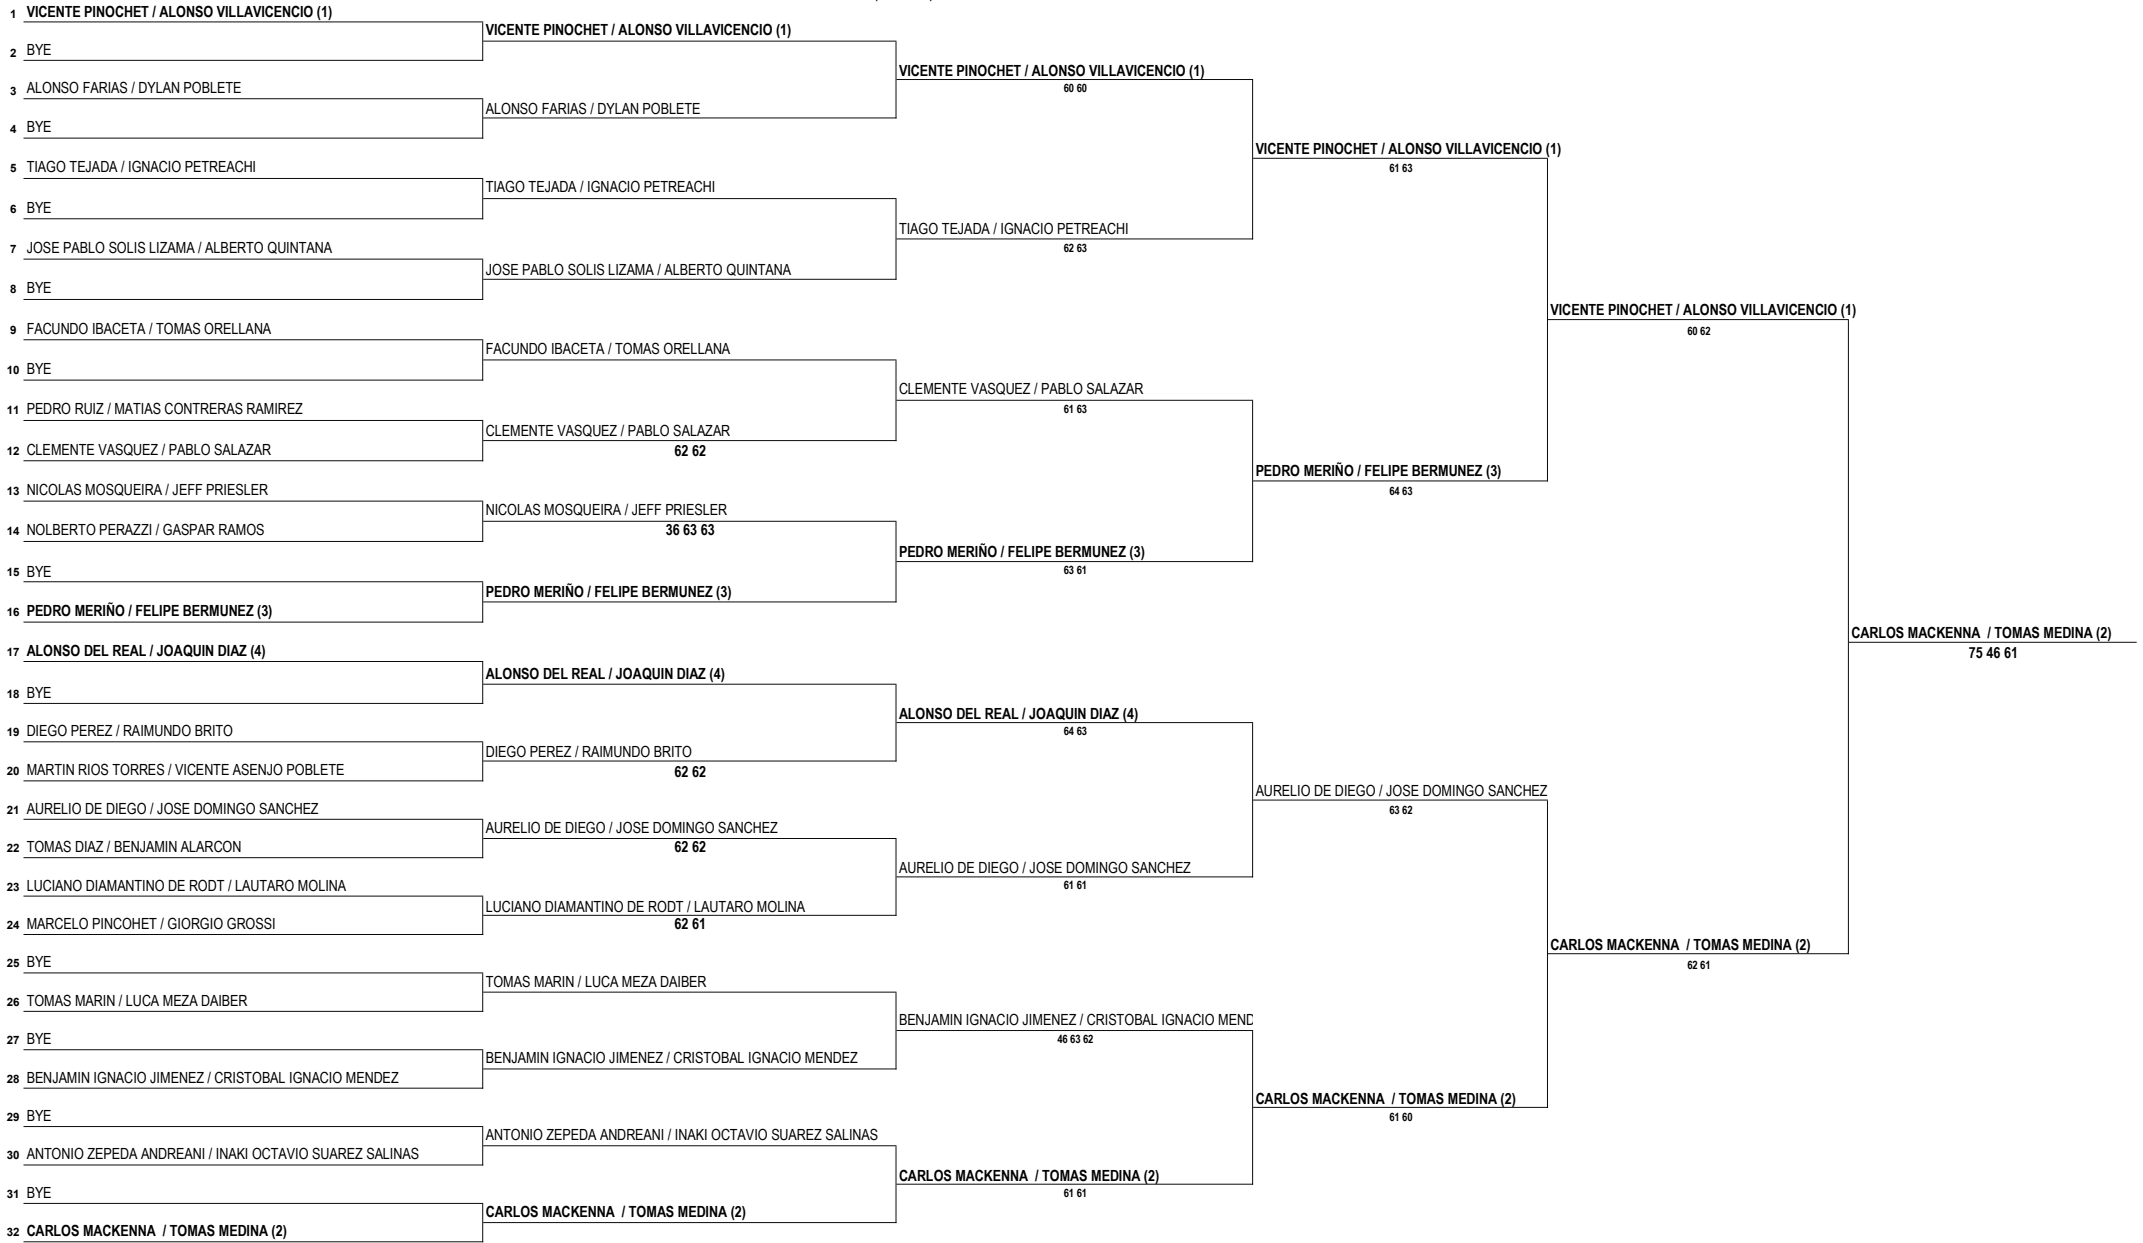 1 VICENTE PINOCHET / ALONSO VILLAVICENCIO (1)
2 BYE
3 ALONSO FARIAS / DYLAN POBLETE
4 BYE
5 TIAGO TEJADA / IGNACIO PETREACHI
6 BYE
7 JOSE PABLO SOLIS LIZAMA / ALBERTO QUINTANA
8 BYE
9 FACUNDO IBACETA / TOMAS ORELLANA
10 BYE
11 PEDRO RUIZ / MATIAS CONTRERAS RAMIREZ
12 CLEMENTE VASQUEZ / PABLO SALAZAR
13 NICOLAS MOSQUEIRA / JEFF PRIESLER
14 NOLBERTO PERAZZI / GASPAR RAMOS
15 BYE
16 PEDRO MERIÑO / FELIPE BERMUNEZ (3)
17 ALONSO DEL REAL / JOAQUIN DIAZ (4)
18 BYE
19 DIEGO PEREZ / RAIMUNDO BRITO
20 MARTIN RIOS TORRES / VICENTE ASENJO POBLETE
21 AURELIO DE DIEGO / JOSE DOMINGO SANCHEZ
22 TOMAS DIAZ / BENJAMIN ALARCON
23 LUCIANO DIAMANTINO DE RODT / LAUTARO MOLINA
24 MARCELO PINCOHET / GIORGIO GROSSI
25 BYE
26 TOMAS MARIN / LUCA MEZA DAIBER
27 BYE
28 BENJAMIN IGNACIO JIMENEZ / CRISTOBAL IGNACIO MENDEZ
29 BYE
30 ANTONIO ZEPEDA ANDREANI / INAKI OCTAVIO SUAREZ SALINAS
31 BYE
32 CARLOS MACKENNA / TOMAS MEDINA (2)
VICENTE PINOCHET / ALONSO VILLAVICENCIO (1)
ALONSO FARIAS / DYLAN POBLETE
TIAGO TEJADA / IGNACIO PETREACHI
JOSE PABLO SOLIS LIZAMA / ALBERTO QUINTANA
FACUNDO IBACETA / TOMAS ORELLANA
CLEMENTE VASQUEZ / PABLO SALAZAR
62 62
NICOLAS MOSQUEIRA / JEFF PRIESLER
36 63 63
PEDRO MERIÑO / FELIPE BERMUNEZ (3)
ALONSO DEL REAL / JOAQUIN DIAZ (4)
DIEGO PEREZ / RAIMUNDO BRITO
62 62
AURELIO DE DIEGO / JOSE DOMINGO SANCHEZ
62 62
LUCIANO DIAMANTINO DE RODT / LAUTARO MOLINA
62 61
TOMAS MARIN / LUCA MEZA DAIBER
BENJAMIN IGNACIO JIMENEZ / CRISTOBAL IGNACIO MENDEZ
ANTONIO ZEPEDA ANDREANI / INAKI OCTAVIO SUAREZ SALINAS
CARLOS MACKENNA / TOMAS MEDINA (2)
VICENTE PINOCHET / ALONSO VILLAVICENCIO (1)
60 60
TIAGO TEJADA / IGNACIO PETREACHI
62 63
CLEMENTE VASQUEZ / PABLO SALAZAR
61 63
PEDRO MERIÑO / FELIPE BERMUNEZ (3)
63 61
ALONSO DEL REAL / JOAQUIN DIAZ (4)
64 63
AURELIO DE DIEGO / JOSE DOMINGO SANCHEZ
61 61
BENJAMIN IGNACIO JIMENEZ / CRISTOBAL IGNACIO MEND
46 63 62
CARLOS MACKENNA / TOMAS MEDINA (2)
61 61
VICENTE PINOCHET / ALONSO VILLAVICENCIO (1)
61 63
PEDRO MERIÑO / FELIPE BERMUNEZ (3)
64 63
AURELIO DE DIEGO / JOSE DOMINGO SANCHEZ
63 62
CARLOS MACKENNA / TOMAS MEDINA (2)
61 60
VICENTE PINOCHET / ALONSO VILLAVICENCIO (1)
60 62
CARLOS MACKENNA / TOMAS MEDINA (2)
62 61
CARLOS MACKENNA / TOMAS MEDINA (2)
75 46 61